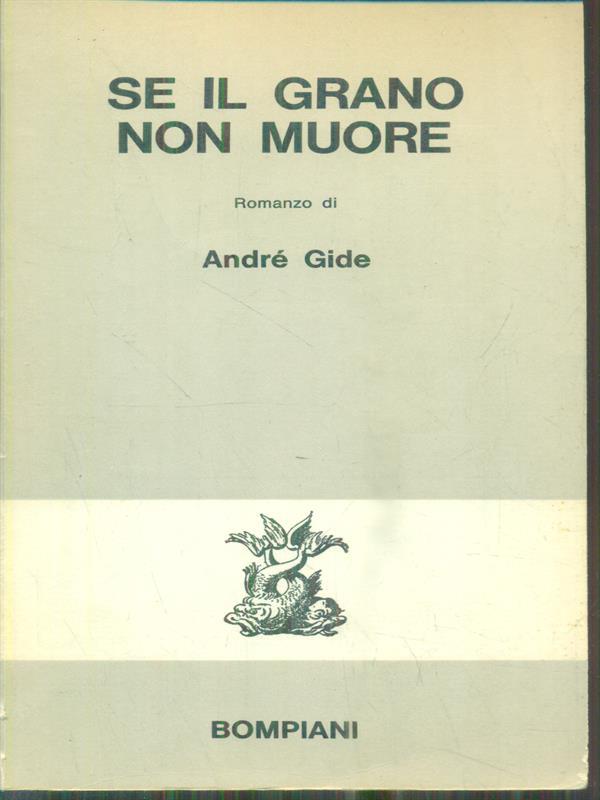 SE IL GRANO
NON MUORE
Romanzo di
André Gide
BOMPIANI